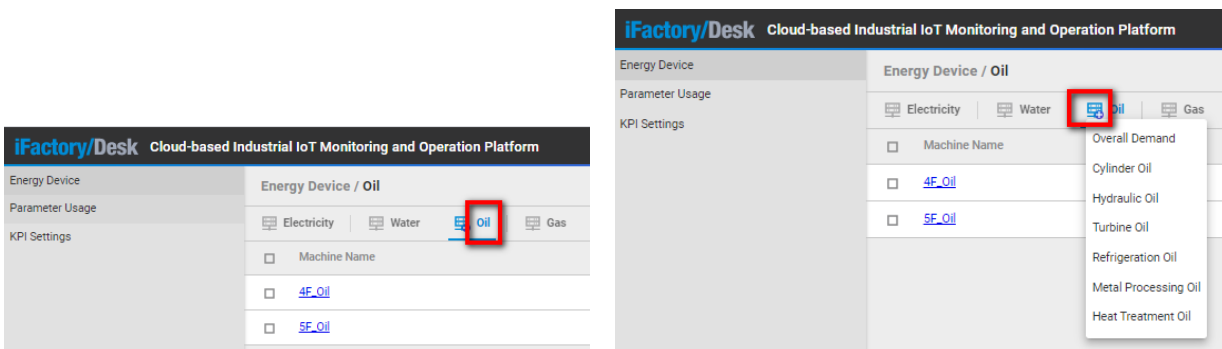 iFactory/Desk Cloud-based Industrial IoT Monitoring and Operation Platform
Energy Device
Parameter Usage
KPI Settings
Energy Device / Oil
Electricity Water Oil Gas
Machine Name
4F_Oil
5F_Oil
iFactory/Desk Cloud-based Industrial IoT Monitoring and Operation Platform
Energy Device
Parameter Usage
KPI Settings
Energy Device / Oil
Electricity Water Oil Gas
Machine Name
4F_Oil
5F_Oil
Overall Demand
Cylinder Oil
Hydraulic Oil
Turbine Oil
Refrigeration Oil
Metal Processing Oil
Heat Treatment Oil